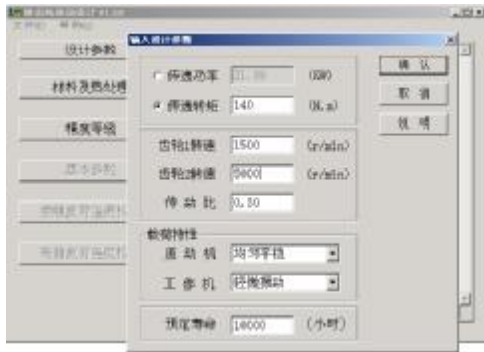 输入设计参数
设计参数
材料及热处理
精度等级
传递功率 (KW)
传递转矩 140 (N.m)
齿轮1转速 1500 (r/min)
齿轮2转速 5000 (r/min)
传动比 0.30
载荷特性
原动机 均匀平稳
工作机 轻微振动
预定寿命 10000 (小时)
确认
取消
说明